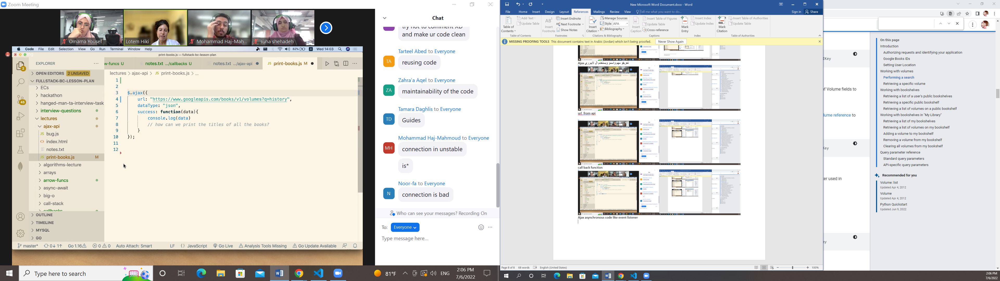 Zoom Meeting
Omama Yousef
Lotem Hiki
Mohammad Haj-Mah...
suha shehadeh
Code File Edit Selection View Go Run Terminal Window Help
82%
Wed 14:03
print-books.js — fullstack-bc-lesson-plan
EXPLORER
w-funcs U
notes.txt .../callbacks U
notes.txt .../ajax-api
JS print-books.js M
2
OPEN EDITORS 2 UNSAVED
lectures > ajax-api > JS print-books.js > ...
FULLSTACK-BC-LESSON-PLAN
ECs
hackathon
hanged-man-ta-interview-task
interview-questions
lectures
ajax-api
JS bug.js
<> index.html
notes.txt
JS print-books.js M
algorithms-lecture
arrays
arrow-funcs
async-await
big-o
call-stack
callbacks
OUTLINE
TIMELINE
MYSQL
GO
45
1
2
3 $.ajax({
4 url: "https://www.googleapis.com/books/v1/volumes?q=history",
5 dataType: "json",
6 success: function(data){
7 console.log(data)
8 // how can we print the titles of all the books?
9 }
10 });
11
12
master* 0↓ 1↑ Go 1.16 0 0 Auto Attach: Smart LF {} JavaScript Go Live Analysis Tools Missing Go Update Available
Chat
try not to comment XD
and make ur code clean
Tarteel Abed to Everyone
TA
reusing code
Zahra'a Aqel to Everyone
ZA
maintainability of the code
Tamara Daghlis to Everyone
TD
Guides
Mohammad Haj-Mahmoud to Everyone
MH
connection in unstable
is*
Noor-fa to Everyone
N
connection is bad
Who can see your messages? Recording On
To: Everyone
Type message here...
Type here to search
81°F
ENG
2:06 PM
7/6/2022
New Microsoft Word Document.docx - Word
File Home Insert Design Layout References Mailings Review View Tell me what you want to do...
Sign in Share
Table of Contents
Add Text
Update Table
Table of Contents
Insert Footnote
Insert Endnote
Next Footnote
Show Notes
Footnotes
Insert Citation
Manage Sources
Style: APA
Bibliography
Citations & Bibliography
Insert Caption
Insert Table of Figures
Update Table
Cross-reference
Captions
Mark Entry
Insert Index
Update Index
Index
Mark Citation
Insert Table of Authorities
Update Table
Table of Authorities
MISSING PROOFING TOOLS This document contains text in Arabic (Jordan) which isn't being proofed. Never Show Again
Ajax تعريفو مهم واسمو وبستخدم ال لايبرري
url from api
call back function
Ajax asynchronous code like event listener
Page 8 of 8 68 words English (United States)
100%
iKey
of Volume fields to
lume reference to
Key
ter used in
ey
On this page
Introduction
Authorizing requests and identifying your application
Google Books IDs
Setting User Location
Working with volumes
Performing a search
Retrieving a specific volume
Working with bookshelves
Retrieving a list of a user's public bookshelves
Retrieving a specific public bookshelf
Retrieving a list of volumes on a public bookshelf
Working with bookshelves in "My Library"
Retrieving a list of my bookshelves
Retrieving a list of volumes on my bookshelf
Adding a volume to my bookshelf
Removing a volume from my bookshelf
Clearing all volumes from my bookshelf
Query parameter reference
Standard query parameters
API-specific query parameters
Recommended for you
Volume: list
Updated Apr 4, 2012
Volume
Updated Apr 4, 2012
Python Quickstart
Updated Jun 9, 2022
2:06 PM
7/6/2022